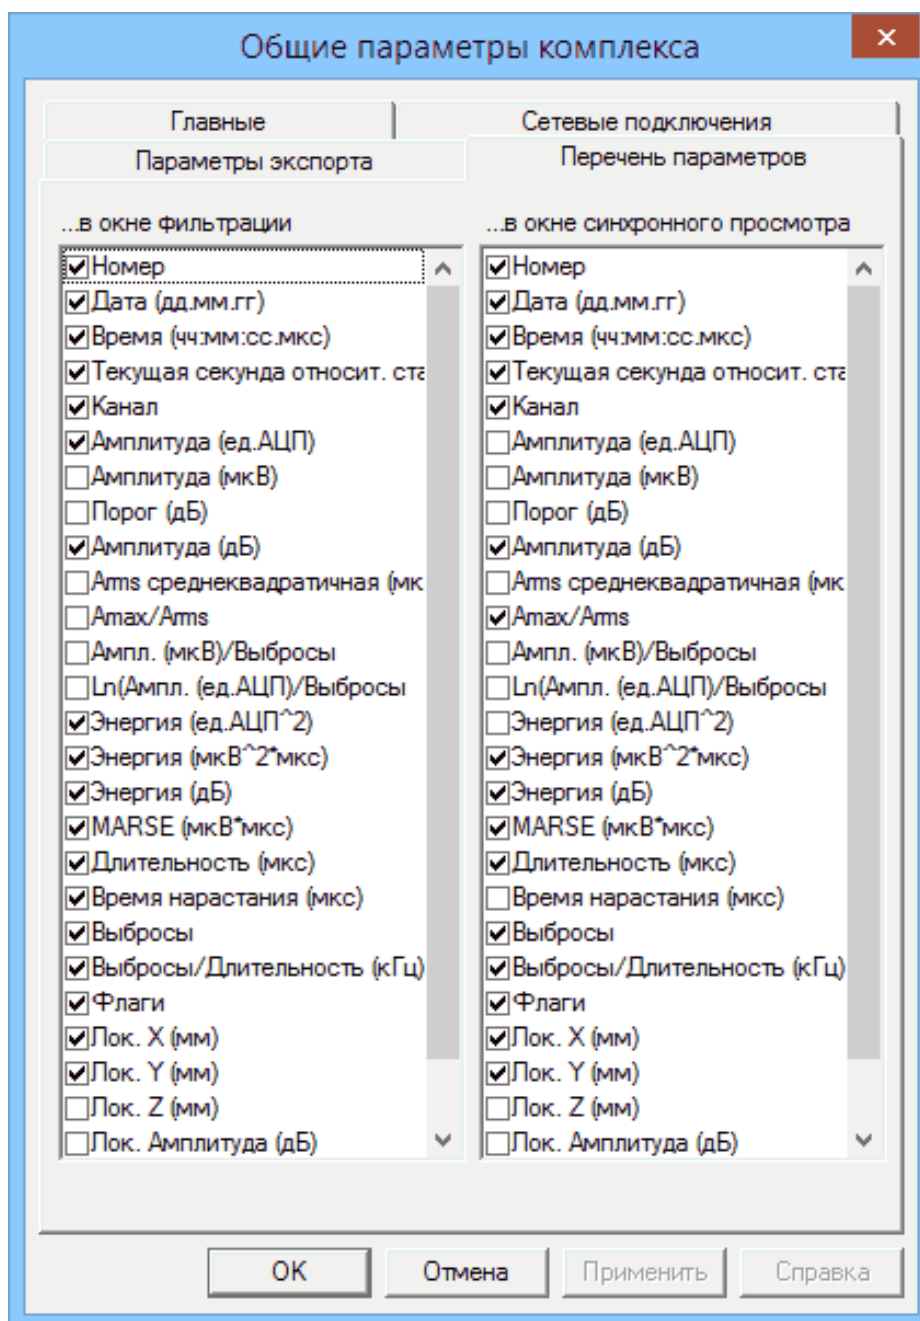 Общие параметры комплекса
Главные
Сетевые подключения
Параметры экспорта
Перечень параметров
...в окне фильтрации
Номер
Дата (дд.мм.гг)
Время (чч:мм:сс.мкс)
Текущая секунда относит. ста
Канал
Амплитуда (ед.АЦП)
Амплитуда (мкВ)
Порог (дБ)
Амплитуда (дБ)
Arms среднеквадратичная (мк
Amax/Arms
Ампл. (мкВ)/Выбросы
Ln(Ампл. (ед.АЦП)/Выбросы
Энергия (ед.АЦП^2)
Энергия (мкВ^2*мкс)
Энергия (дБ)
MARSE (мкВ*мкс)
Длительность (мкс)
Время нарастания (мкс)
Выбросы
Выбросы/Длительность (кГц)
Флаги
Лок. X (мм)
Лок. Y (мм)
Лок. Z (мм)
Лок. Амплитуда (дБ)
...в окне синхронного просмотра
Номер
Дата (дд.мм.гг)
Время (чч:мм:сс.мкс)
Текущая секунда относит. ста
Канал
Амплитуда (ед.АЦП)
Амплитуда (мкВ)
Порог (дБ)
Амплитуда (дБ)
Arms среднеквадратичная (мк
Amax/Arms
Ампл. (мкВ)/Выбросы
Ln(Ампл. (ед.АЦП)/Выбросы
Энергия (ед.АЦП^2)
Энергия (мкВ^2*мкс)
Энергия (дБ)
MARSE (мкВ*мкс)
Длительность (мкс)
Время нарастания (мкс)
Выбросы
Выбросы/Длительность (кГц)
Флаги
Лок. X (мм)
Лок. Y (мм)
Лок. Z (мм)
Лок. Амплитуда (дБ)
OK
Отмена
Применить
Справка